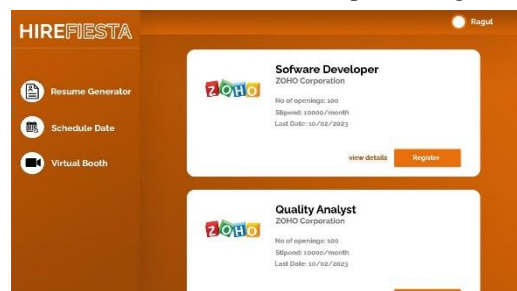 HIREFIESTA
Ragul
Resume Generator
Schedule Date
Virtual Booth
ZOHO
Sofware Developer
ZOHO Corporation
No of openings: 100
Stipend: 10000/month
Last Date: 10/02/2023
view details
Register
ZOHO
Quality Analyst
ZOHO Corporation
No of openings: 100
Stipend: 10000/month
Last Date: 10/02/2023